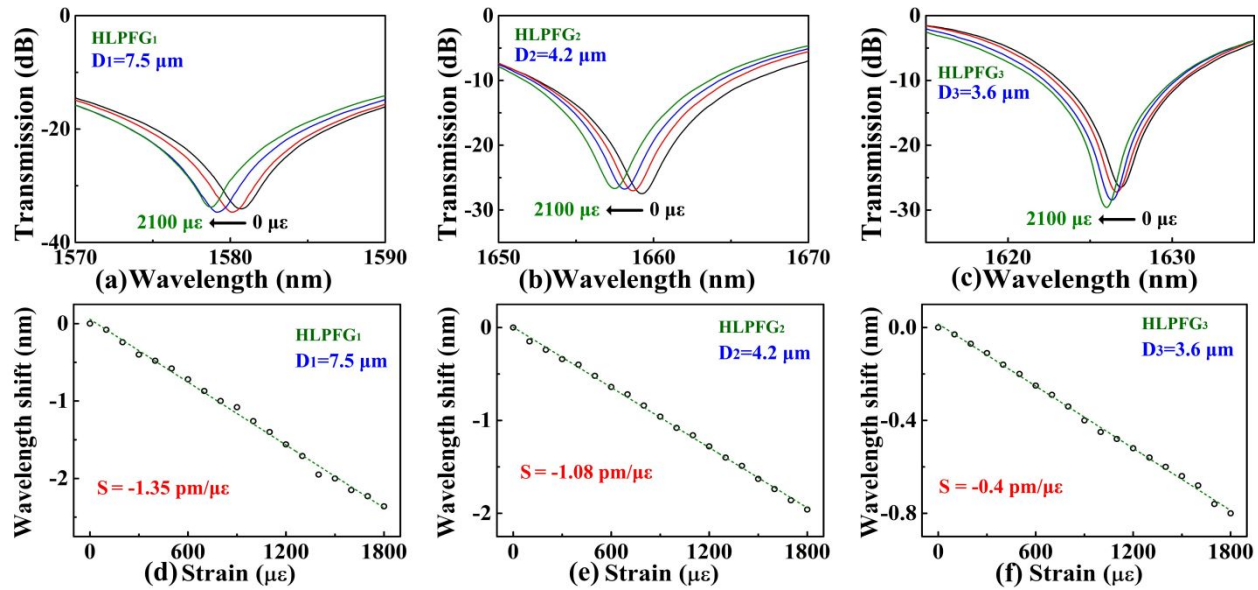 0
-10
-20
-30
-40
Transmission (dB)
HLPFG1
D1=7.5 μm
2100 με
0 με
1570
1580
1590
(a) Wavelength (nm)
0
-10
-20
-30
Transmission (dB)
HLPFG2
D2=4.2 μm
2100 με
0 με
1650
1660
1670
(b) Wavelength (nm)
0
-10
-20
-30
Transmission (dB)
HLPFG3
D3=3.6 μm
2100 με
0 με
1620
1630
(c) Wavelength (nm)
0
-1
-2
Wavelength shift (nm)
HLPFG1
D1=7.5 μm
S = -1.35 pm/με
0
600
1200
1800
(d) Strain (με)
0
-1
-2
Wavelength shift (nm)
HLPFG2
D2=4.2 μm
S = -1.08 pm/με
0
600
1200
1800
(e) Strain (με)
0.0
-0.4
-0.8
Wavelength shift (nm)
HLPFG3
D3=3.6 μm
S = -0.4 pm/με
0
600
1200
1800
(f) Strain (με)